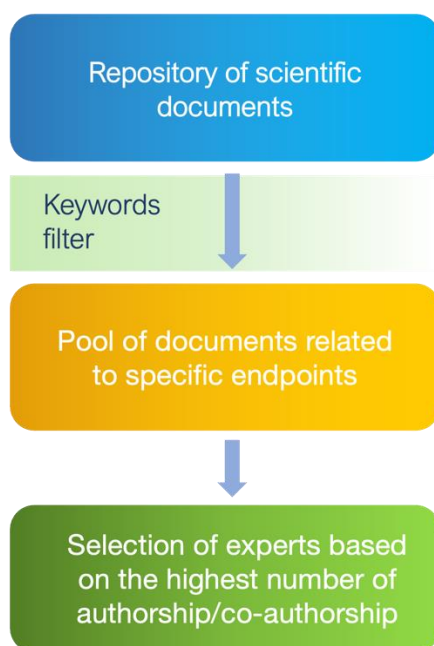 Repository of scientific
documents
Keywords
filter
Pool of documents related
to specific endpoints
Selection of experts based
on the highest number of
authorship/co-authorship